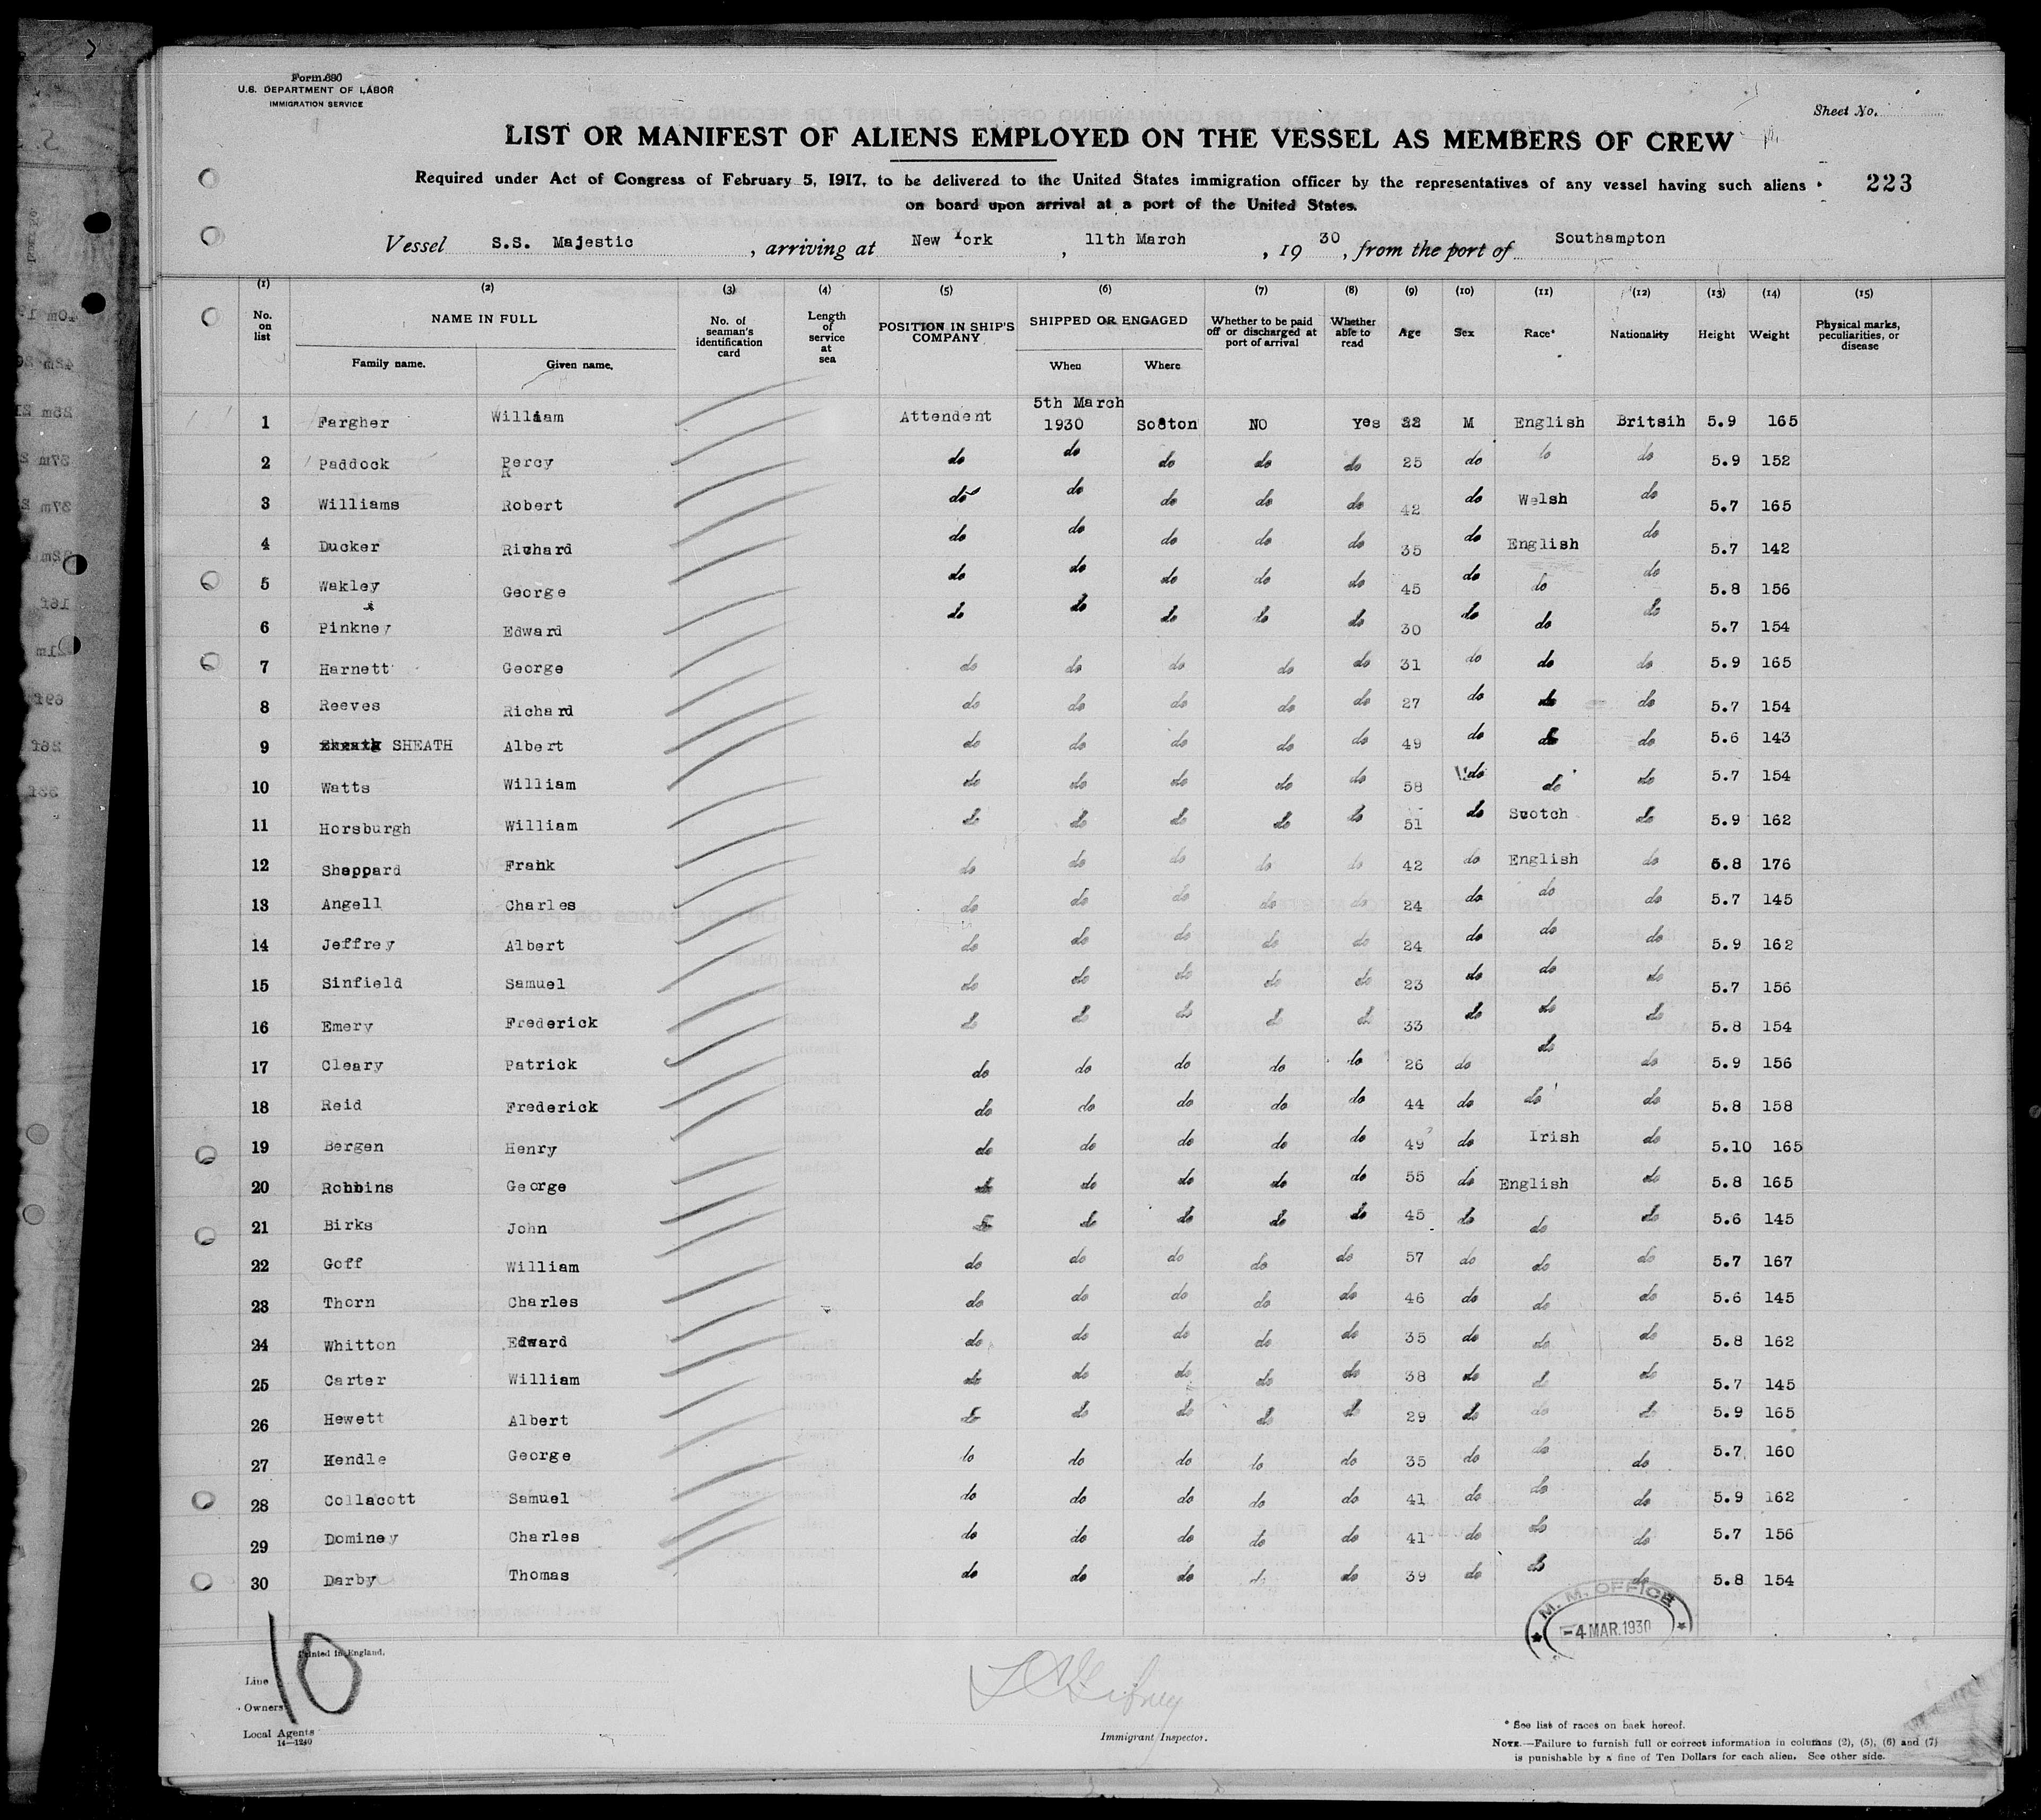 Form 680
U.S. DEPARTMENT OF LABOR
IMMIGRATION SERVICE
Sheet No.
LIST OR MANIFEST OF ALIENS EMPLOYED ON THE VESSEL AS MEMBERS OF CREW
Required under Act of Congress of February 5, 1917, to be delivered to the United States immigration officer by the representatives of any vessel having such aliens
on board upon arrival at a port of the United States.
223
Vessel S.S. Majestic , arriving at New York , 11th March , 1930 , from the port of Southampton
(1) (2) (3) (4) (5) (6) (7) (8) (9) (10) (11) (12) (13) (14) (15)
No. on list NAME IN FULL Family name. Given name. No. of seaman's identification card Length of service at sea POSITION IN SHIP'S COMPANY SHIPPED OR ENGAGED When Where Whether to be paid off or discharged at port of arrival Whether able to read Age Sex Race* Nationality Height Weight Physical marks, peculiarities, or disease
1 Fargher William Attendent 5th March 1930 Soston NO Yes 22 M English Britsih 5.9 165
2 Paddock Percy R do do do do do 25 do do do 5.9 152
3 Williams Robert do do do do do 42 do Welsh do 5.7 165
4 Ducker Richard do do do do do 35 do English do 5.7 142
5 Wakley George do do do do do 45 do do do 5.8 156
6 Pinkney Edward do do do do do 30 do do do 5.7 154
7 Harnett George do do do do do 31 do do do 5.9 165
8 Reeves Richard do do do do do 27 do do do 5.7 154
9 SHEATH Albert do do do do do 49 do do do 5.6 143
10 Watts William do do do do do 58 do do do 5.7 154
11 Horsburgh William do do do do do 51 do Scotch do 5.9 162
12 Sheppard Frank do do do do do 42 do English do 5.8 176
13 Angell Charles do do do do do 24 do do do 5.7 145
14 Jeffrey Albert do do do do do 24 do do do 5.9 162
15 Sinfield Samuel do do do do do 23 do do do 5.7 156
16 Emery Frederick do do do do do 33 do do do 5.8 154
17 Cleary Patrick do do do do do 26 do do do 5.9 156
18 Reid Frederick do do do do do 44 do do do 5.8 158
19 Bergen Henry do do do do do 49 do Irish do 5.10 165
20 Robbins George do do do do do 55 do English do 5.8 165
21 Birks John do do do do do 45 do do do 5.6 145
22 Goff William do do do do do 57 do do do 5.7 167
23 Thorn Charles do do do do do 46 do do do 5.6 145
24 Whitton Edward do do do do do 35 do do do 5.8 162
25 Carter William do do do do do 38 do do do 5.7 145
26 Hewett Albert do do do do do 29 do do do 5.9 165
27 Kendle George do do do do do 35 do do do 5.7 160
28 Collacott Samuel do do do do do 41 do do do 5.9 162
29 Dominey Charles do do do do do 41 do do do 5.7 156
30 Darby Thomas do do do do do 39 do do do 5.8 154
M. M. OFFICE
-4 MAR.1930
10
Printed in England.
Line
Owners
Local Agents
14—1240
Immigrant Inspector.
* See list of races on back hereof.
NOTE.—Failure to furnish full or correct information in columns (2), (5), (6) and (7)
is punishable by a fine of Ten Dollars for each alien. See other side.